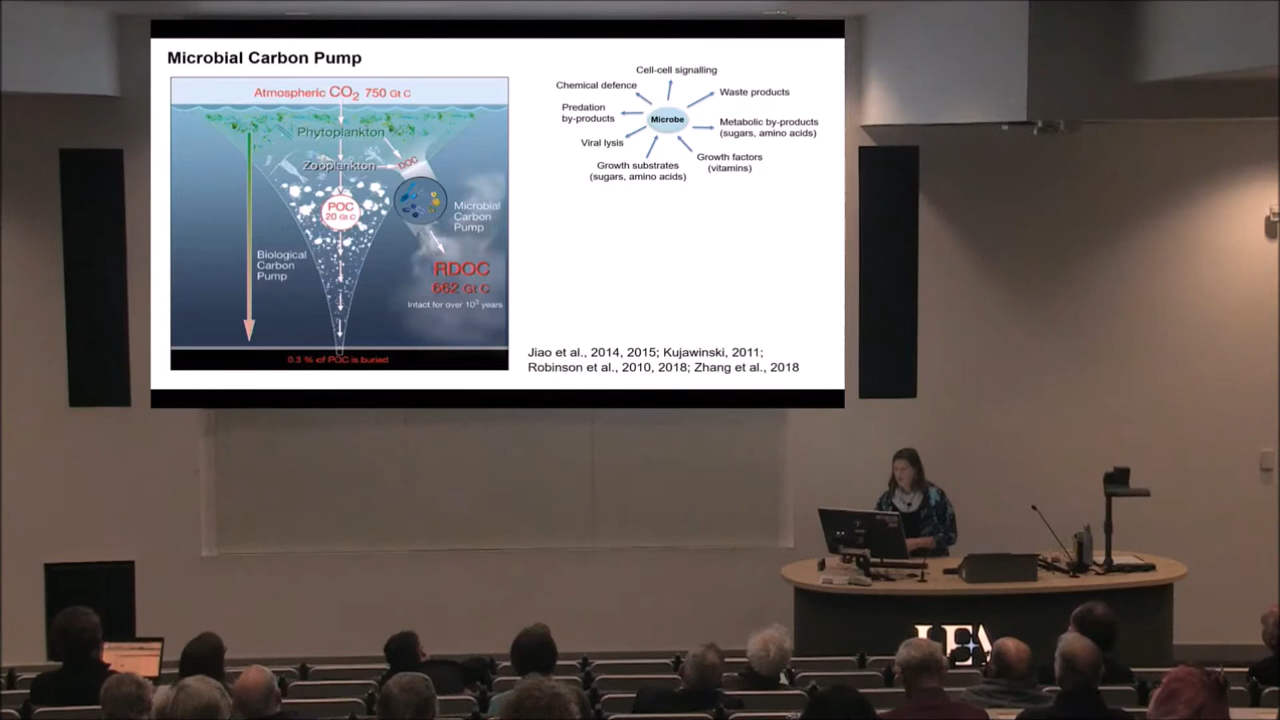 Microbial Carbon Pump
Atmospheric CO2 750 Gt C
Phytoplankton
Zooplankton
DOC
POC
20 Gt C
Microbial
Carbon
Pump
Biological
Carbon
Pump
RDOC
662 Gt C
Intact for over 10³ years
0.3 % of POC is buried
Cell-cell signalling
Chemical defence
Waste products
Predation
by-products
Microbe
Metabolic by-products
(sugars, amino acids)
Viral lysis
Growth factors
(vitamins)
Growth substrates
(sugars, amino acids)
Jiao et al., 2014, 2015; Kujawinski, 2011;
Robinson et al., 2010, 2018; Zhang et al., 2018
UEA